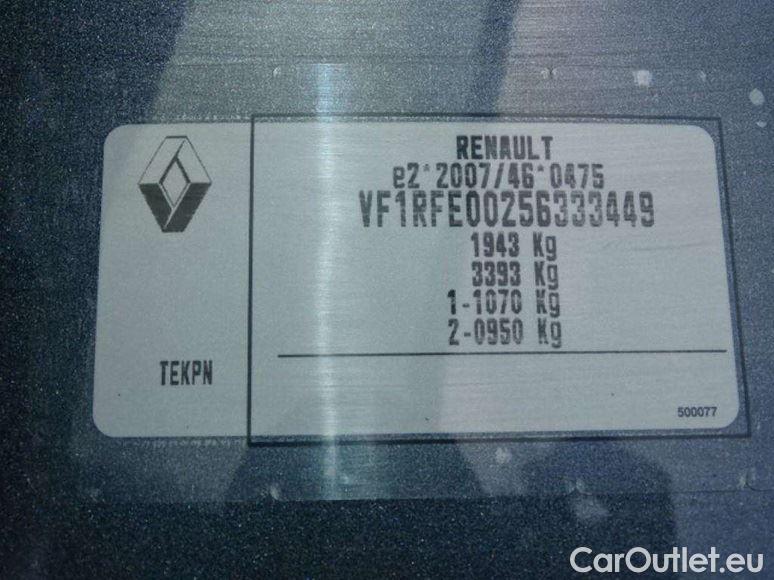 RENAULT
e2*2007/46*0475
VF1RFE00256333449
1943 Kg
3393 Kg
1-1070 Kg
2-0950 Kg
TEKPN
500077
CarOutlet.eu